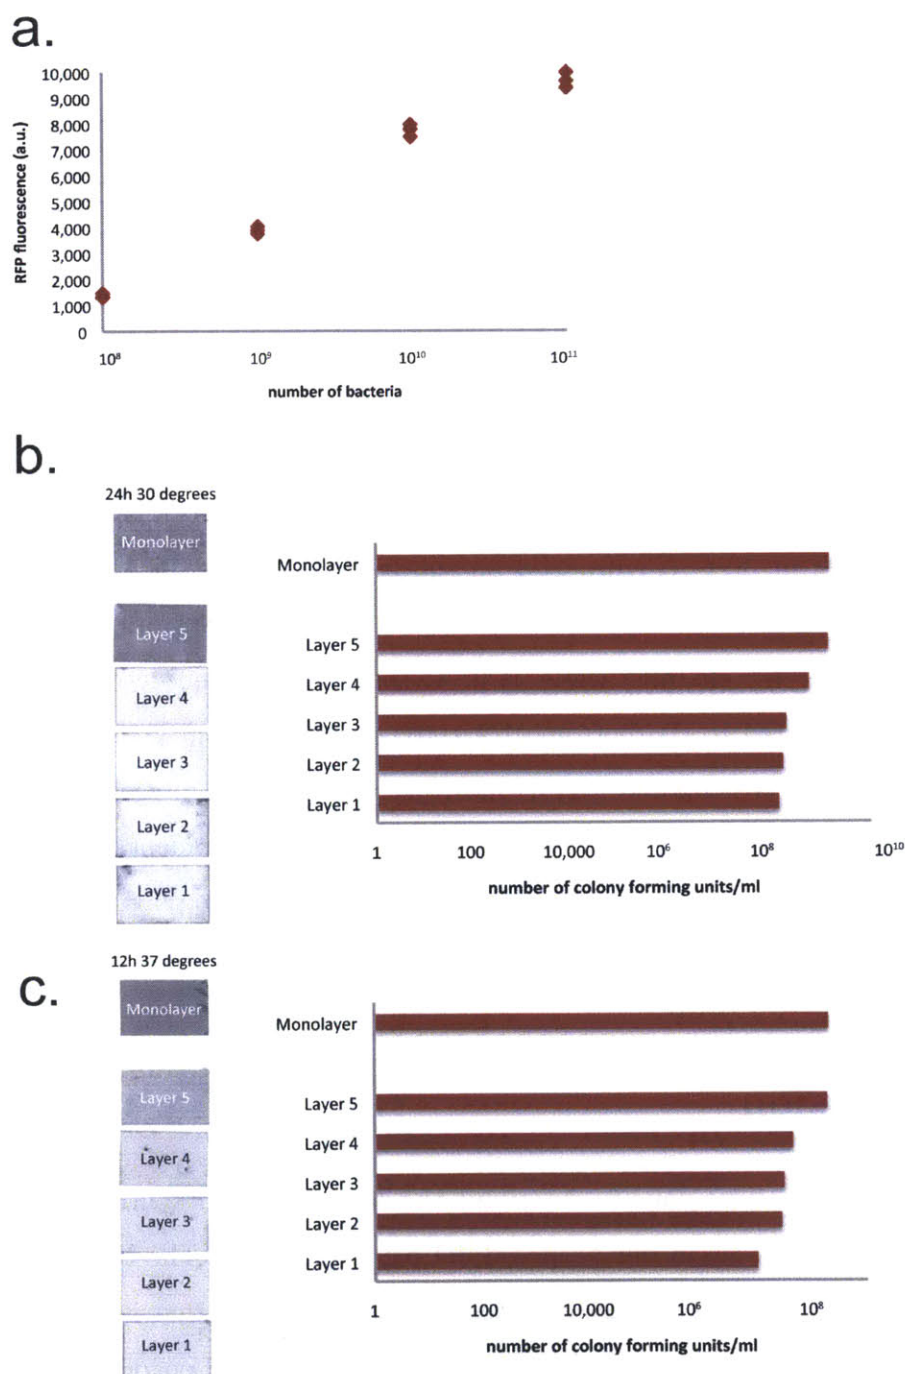 a.
RFP fluorescence (a.u.)
10,000
9,000
8,000
7,000
6,000
5,000
4,000
3,000
2,000
1,000
0
10⁸ 10⁹ 10¹⁰ 10¹¹
number of bacteria
b.
24h 30 degrees
Monolayer
Layer 5
Layer 4
Layer 3
Layer 2
Layer 1
Monolayer
Layer 5
Layer 4
Layer 3
Layer 2
Layer 1
1 100 10,000 10⁶ 10⁸ 10¹⁰
number of colony forming units/ml
c.
12h 37 degrees
Monolayer
Layer 5
Layer 4
Layer 3
Layer 2
Layer 1
Monolayer
Layer 5
Layer 4
Layer 3
Layer 2
Layer 1
1 100 10,000 10⁶ 10⁸
number of colony forming units/ml